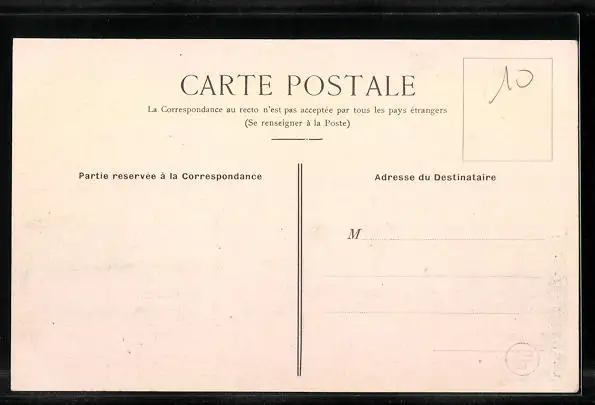 CARTE POSTALE
La Correspondance au recto n'est pas acceptée par tous les pays étrangers
(Se renseigner à la Poste)
10
Partie reservée à la Correspondance
Adresse du Destinataire
M